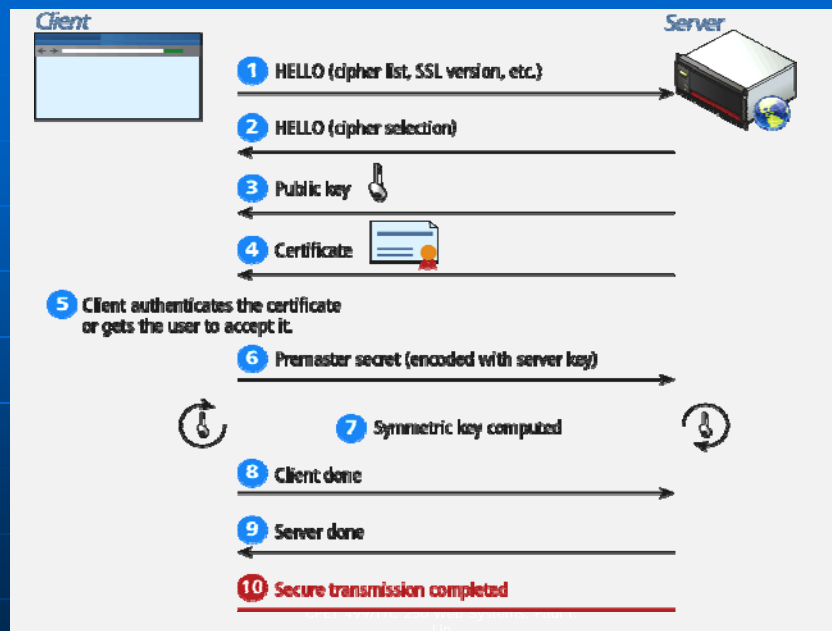 Client
Server
1 HELLO (cipher list, SSL version, etc.)
2 HELLO (cipher selection)
3 Public key
4 Certificate
5 Client authenticates the certificate
or gets the user to accept it.
6 Premaster secret (encoded with server key)
7 Symmetric key computed
8 Client done
9 Server done
10 Secure transmission completed